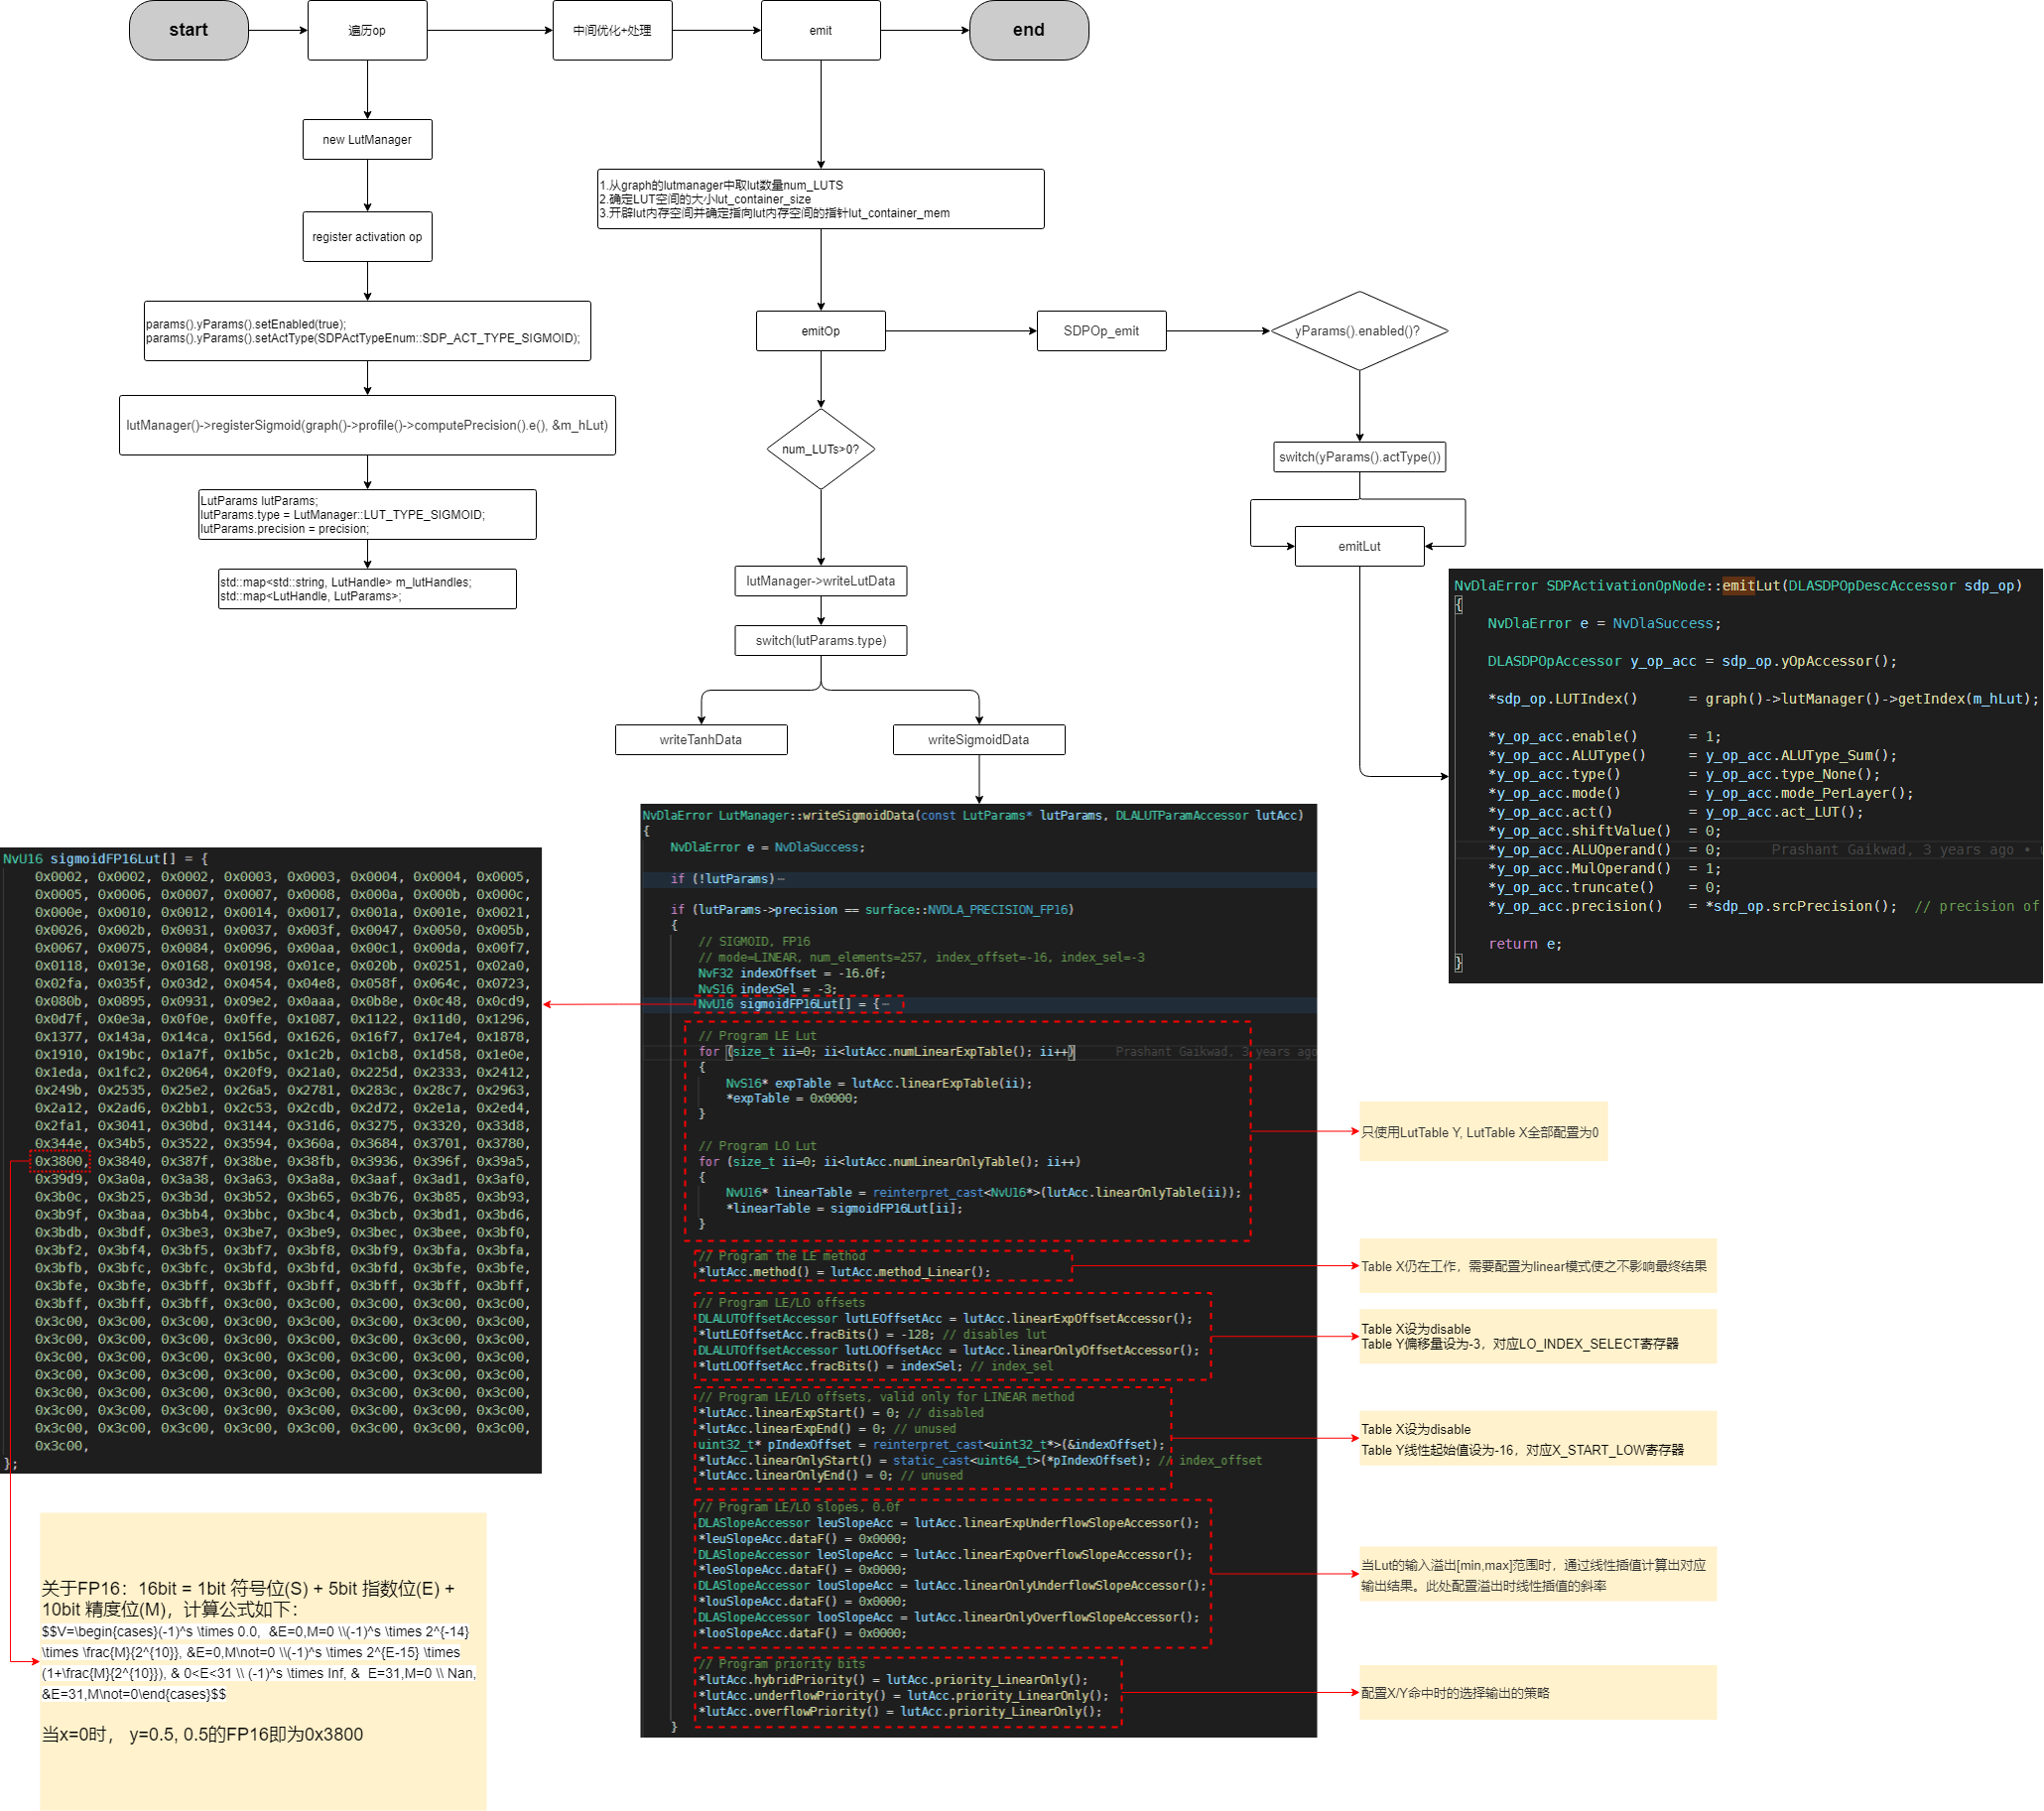 start
遍历op
中间优化+处理
emit
end
new LutManager
register activation op
params().yParams().setEnabled(true);
params().yParams().setActType(SDPActTypeEnum::SDP_ACT_TYPE_SIGMOID);
lutManager()->registerSigmoid(graph()->profile()->computePrecision().e(), &m_hLut)
LutParams lutParams;
lutParams.type = LutManager::LUT_TYPE_SIGMOID;
lutParams.precision = precision;
std::map<std::string, LutHandle> m_lutHandles;
std::map<LutHandle, LutParams>;
1.从graph的lutmanager中取lut数量num_LUTS
2.确定LUT空间的大小lut_container_size
3.开辟lut内存空间并确定指向lut内存空间的指针lut_container_mem
emitOp
SDPOp_emit
yParams().enabled()?
num_LUTs>0?
switch(yParams().actType())
emitLut
lutManager->writeLutData
switch(lutParams.type)
writeTanhData
writeSigmoidData
NvDlaError SDPActivationOpNode::emitLut(DLASDPOpDescAccessor sdp_op)
{
NvDlaError e = NvDlaSuccess;
DLASDPOpAccessor y_op_acc = sdp_op.yOpAccessor();
*sdp_op.LUTIndex() = graph()->lutManager()->getIndex(m_hLut);
*y_op_acc.enable() = 1;
*y_op_acc.ALUType() = y_op_acc.ALUType_Sum();
*y_op_acc.type() = y_op_acc.type_None();
*y_op_acc.mode() = y_op_acc.mode_PerLayer();
*y_op_acc.act() = y_op_acc.act_LUT();
*y_op_acc.shiftValue() = 0;
*y_op_acc.ALUOperand() = 0; Prashant Gaikwad, 3 years ago •
*y_op_acc.MulOperand() = 1;
*y_op_acc.truncate() = 0;
*y_op_acc.precision() = *sdp_op.srcPrecision(); // precision of
return e;
}
NvDlaError LutManager::writeSigmoidData(const LutParams* lutParams, DLALUTParamAccessor lutAcc)
{
NvDlaError e = NvDlaSuccess;
if (!lutParams)–
if (lutParams->precision == surface::NVDLA_PRECISION_FP16)
{
// SIGMOID, FP16
// mode=LINEAR, num_elements=257, index_offset=-16, index_sel=-3
NvF32 indexOffset = -16.0f;
NvS16 indexSel = -3;
NvU16 sigmoidFP16Lut[] = {–
// Program LE Lut
for (size_t ii=0; ii<lutAcc.numLinearExpTable(); ii++) Prashant Gaikwad, 3 years ago
{
NvS16* expTable = lutAcc.linearExpTable(ii);
*expTable = 0x0000;
}
// Program LO Lut
for (size_t ii=0; ii<lutAcc.numLinearOnlyTable(); ii++)
{
NvU16* linearTable = reinterpret_cast<NvU16*>(lutAcc.linearOnlyTable(ii));
*linearTable = sigmoidFP16Lut[ii];
}
// Program the LE method
*lutAcc.method() = lutAcc.method_Linear();
// Program LE/LO offsets
DLALUTOffsetAccessor lutLEOffsetAcc = lutAcc.linearExpOffsetAccessor();
*lutLEOffsetAcc.fracBits() = -128; // disables lut
DLALUTOffsetAccessor lutLOOffsetAcc = lutAcc.linearOnlyOffsetAccessor();
*lutLOOffsetAcc.fracBits() = indexSel; // index_sel
// Program LE/LO offsets, valid only for LINEAR method
*lutAcc.linearExpStart() = 0; // disabled
*lutAcc.linearExpEnd() = 0; // unused
uint32_t* pIndexOffset = reinterpret_cast<uint32_t*>(&indexOffset);
*lutAcc.linearOnlyStart() = static_cast<uint64_t>(*pIndexOffset); // index_offset
*lutAcc.linearOnlyEnd() = 0; // unused
// Program LE/LO slopes, 0.0f
DLASlopeAccessor leuSlopeAcc = lutAcc.linearExpUnderflowSlopeAccessor();
*leuSlopeAcc.dataF() = 0x0000;
DLASlopeAccessor leoSlopeAcc = lutAcc.linearExpOverflowSlopeAccessor();
*leoSlopeAcc.dataF() = 0x0000;
DLASlopeAccessor louSlopeAcc = lutAcc.linearOnlyUnderflowSlopeAccessor();
*louSlopeAcc.dataF() = 0x0000;
DLASlopeAccessor looSlopeAcc = lutAcc.linearOnlyOverflowSlopeAccessor();
*looSlopeAcc.dataF() = 0x0000;
// Program priority bits
*lutAcc.hybridPriority() = lutAcc.priority_LinearOnly();
*lutAcc.underflowPriority() = lutAcc.priority_LinearOnly();
*lutAcc.overflowPriority() = lutAcc.priority_LinearOnly();
}
NvU16 sigmoidFP16Lut[] = {
0x0002, 0x0002, 0x0002, 0x0003, 0x0003, 0x0004, 0x0004, 0x0005,
0x0005, 0x0006, 0x0007, 0x0007, 0x0008, 0x000a, 0x000b, 0x000c,
0x000e, 0x0010, 0x0012, 0x0014, 0x0017, 0x001a, 0x001e, 0x0021,
0x0026, 0x002b, 0x0031, 0x0037, 0x003f, 0x0047, 0x0050, 0x005b,
0x0067, 0x0075, 0x0084, 0x0096, 0x00aa, 0x00c1, 0x00da, 0x00f7,
0x0118, 0x013e, 0x0168, 0x0198, 0x01ce, 0x020b, 0x0251, 0x02a0,
0x02fa, 0x035f, 0x03d2, 0x0454, 0x04e8, 0x058f, 0x064c, 0x0723,
0x080b, 0x0895, 0x0931, 0x09e2, 0x0aaa, 0x0b8e, 0x0c48, 0x0cd9,
0x0d7f, 0x0e3a, 0x0f0e, 0x0ffe, 0x1087, 0x1122, 0x11d0, 0x1296,
0x1377, 0x143a, 0x14ca, 0x156d, 0x1626, 0x16f7, 0x17e4, 0x1878,
0x1910, 0x19bc, 0x1a7f, 0x1b5c, 0x1c2b, 0x1cb8, 0x1d58, 0x1e0e,
0x1eda, 0x1fc2, 0x2064, 0x20f9, 0x21a0, 0x225d, 0x2333, 0x2412,
0x249b, 0x2535, 0x25e2, 0x26a5, 0x2781, 0x283c, 0x28c7, 0x2963,
0x2a12, 0x2ad6, 0x2bb1, 0x2c53, 0x2cdb, 0x2d72, 0x2e1a, 0x2ed4,
0x2fa1, 0x3041, 0x30bd, 0x3144, 0x31d6, 0x3275, 0x3320, 0x33d8,
0x344e, 0x34b5, 0x3522, 0x3594, 0x360a, 0x3684, 0x3701, 0x3780,
0x3800, 0x3840, 0x387f, 0x38be, 0x38fb, 0x3936, 0x396f, 0x39a5,
0x39d9, 0x3a0a, 0x3a38, 0x3a63, 0x3a8a, 0x3aaf, 0x3ad1, 0x3af0,
0x3b0c, 0x3b25, 0x3b3d, 0x3b52, 0x3b65, 0x3b76, 0x3b85, 0x3b93,
0x3b9f, 0x3baa, 0x3bb4, 0x3bbc, 0x3bc4, 0x3bcb, 0x3bd1, 0x3bd6,
0x3bdb, 0x3bdf, 0x3be3, 0x3be7, 0x3be9, 0x3bec, 0x3bee, 0x3bf0,
0x3bf2, 0x3bf4, 0x3bf5, 0x3bf7, 0x3bf8, 0x3bf9, 0x3bfa, 0x3bfa,
0x3bfb, 0x3bfc, 0x3bfc, 0x3bfd, 0x3bfd, 0x3bfd, 0x3bfe, 0x3bfe,
0x3bfe, 0x3bfe, 0x3bff, 0x3bff, 0x3bff, 0x3bff, 0x3bff, 0x3bff,
0x3bff, 0x3bff, 0x3bff, 0x3c00, 0x3c00, 0x3c00, 0x3c00, 0x3c00,
0x3c00, 0x3c00, 0x3c00, 0x3c00, 0x3c00, 0x3c00, 0x3c00, 0x3c00,
0x3c00, 0x3c00, 0x3c00, 0x3c00, 0x3c00, 0x3c00, 0x3c00, 0x3c00,
0x3c00, 0x3c00, 0x3c00, 0x3c00, 0x3c00, 0x3c00, 0x3c00, 0x3c00,
0x3c00, 0x3c00, 0x3c00, 0x3c00, 0x3c00, 0x3c00, 0x3c00, 0x3c00,
0x3c00, 0x3c00, 0x3c00, 0x3c00, 0x3c00, 0x3c00, 0x3c00, 0x3c00,
0x3c00, 0x3c00, 0x3c00, 0x3c00, 0x3c00, 0x3c00, 0x3c00, 0x3c00,
0x3c00, 0x3c00, 0x3c00, 0x3c00, 0x3c00, 0x3c00, 0x3c00, 0x3c00,
0x3c00,
};
只使用LutTable Y, LutTable X全部配置为0
Table X仍在工作，需要配置为linear模式使之不影响最终结果
Table X设为disable
Table Y偏移量设为-3，对应LO_INDEX_SELECT寄存器
Table X设为disable
Table Y线性起始值设为-16，对应X_START_LOW寄存器
当Lut的输入溢出[min,max]范围时，通过线性插值计算出对应
输出结果。此处配置溢出时线性插值的斜率
配置X/Y命中时的选择输出的策略
关于FP16：16bit = 1bit 符号位(S) + 5bit 指数位(E) +
10bit 精度位(M)，计算公式如下：
$$V=\begin{cases}(-1)^s \times 0.0, &E=0,M=0 \\(-1)^s \times 2^{-14}
\times \frac{M}{2^{10}}, &E=0,M\not=0 \\(-1)^s \times 2^{E-15} \times
(1+\frac{M}{2^{10}}), & 0<E<31 \\ (-1)^s \times Inf, & E=31,M=0 \\ Nan,
&E=31,M\not=0\end{cases}$$
当x=0时， y=0.5, 0.5的FP16即为0x3800